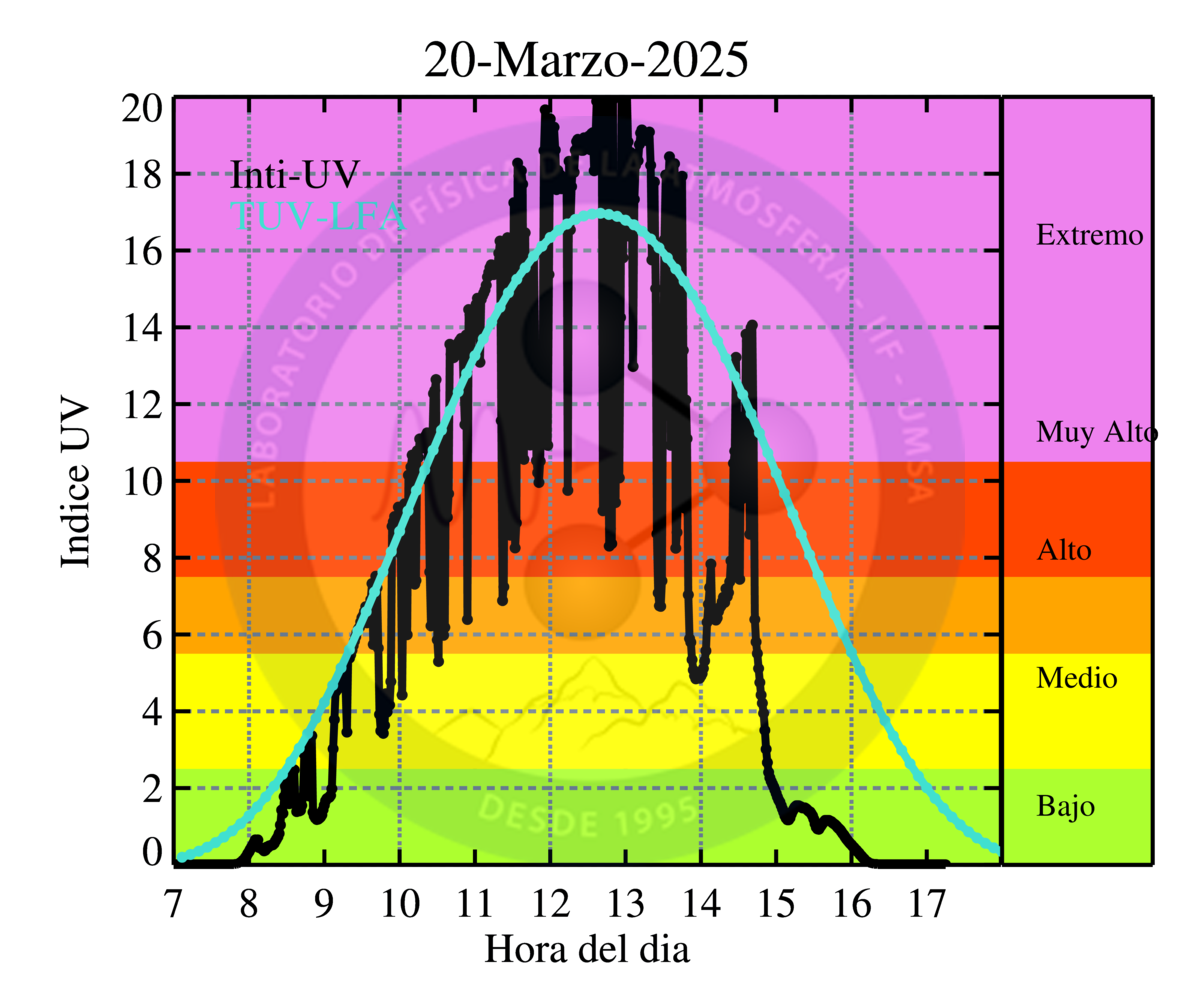 20-Marzo-2025
Inti-UV
TUV-LFA
Indice UV
20
18
16
14
12
10
8
6
4
2
0
7 8 9 10 11 12 13 14 15 16 17
Hora del dia
Extremo
Muy Alto
Alto
Medio
Bajo
LABORATORIO DE FÍSICA DE LA ATMÓSFERA - IIF - UMSA
DESDE 1995